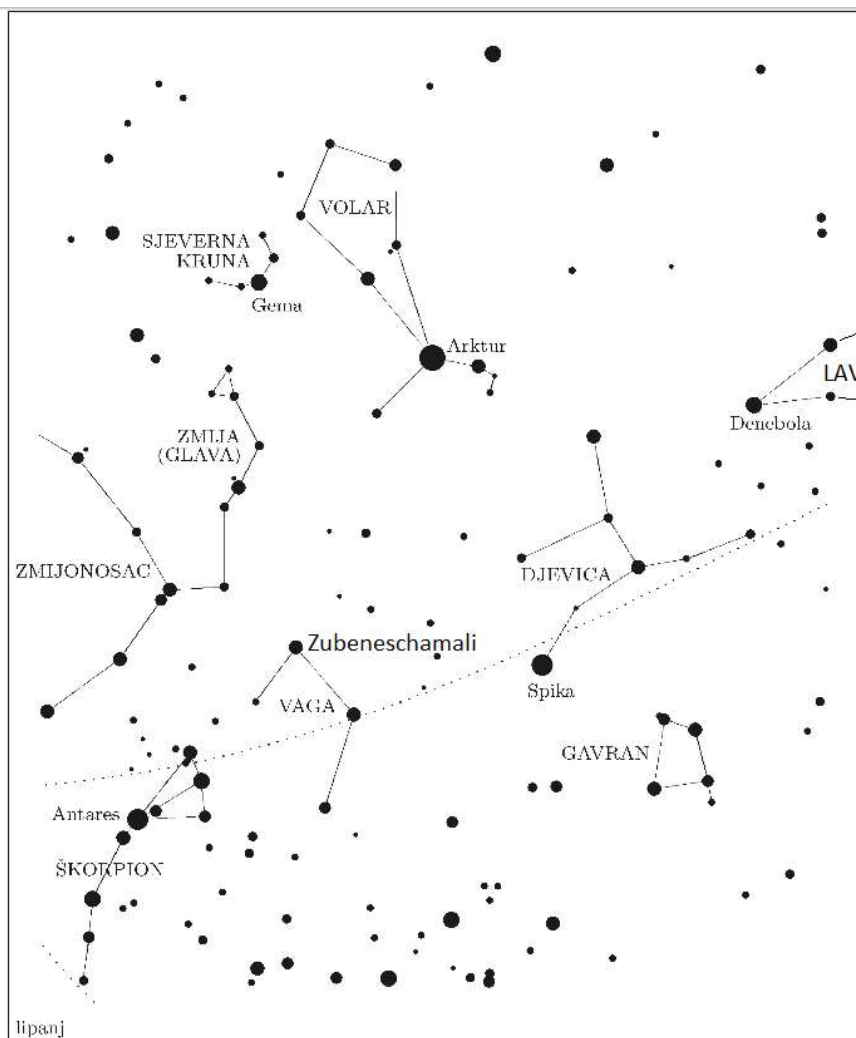 VOLAR
SJEVERNA
KRUNA
Gema
Arktur
LAV
Denebola
ZMIJA
(GLAVA)
ZMIJONOSAC
DJEVICA
Zubeneschamali
VAGA
Spika
GAVRAN
Antares
ŠKORPION
lipanj